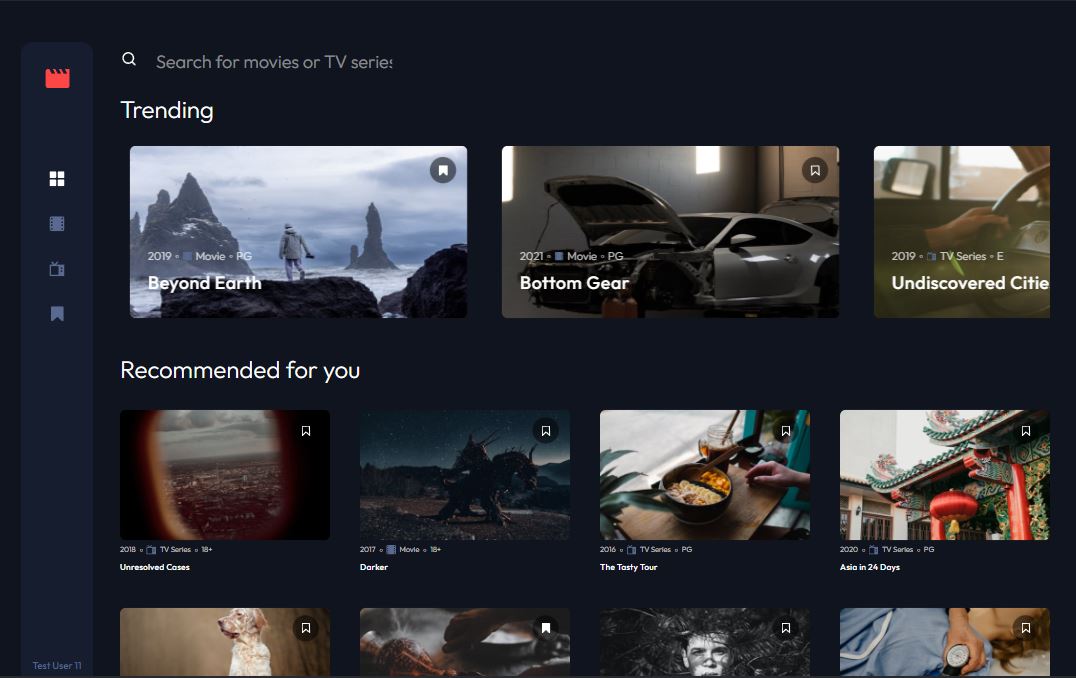 Search for movies or TV series
Trending
2019 ◦ Movie ◦ PG
Beyond Earth
2021 ◦ Movie ◦ PG
Bottom Gear
2019 ◦ TV Series ◦ E
Undiscovered Citie
Recommended for you
2018 ◦ TV Series ◦ 18+
Unresolved Cases
2017 ◦ Movie ◦ 18+
Darker
2016 ◦ TV Series ◦ PG
The Tasty Tour
2020 ◦ TV Series ◦ PG
Asia in 24 Days
Test User 11